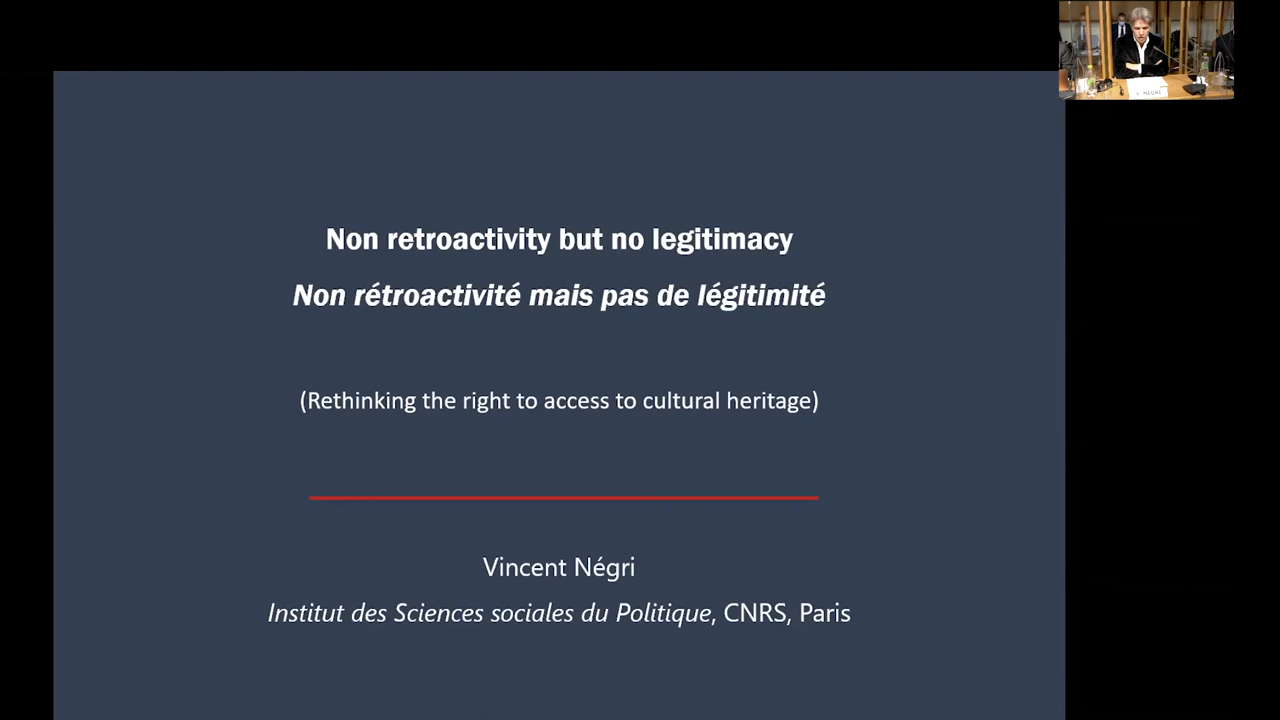 Non retroactivity but no legitimacy
Non rétroactivité mais pas de légitimité
(Rethinking the right to access to cultural heritage)
Vincent Négri
Institut des Sciences sociales du Politique, CNRS, Paris
V. NEGRI